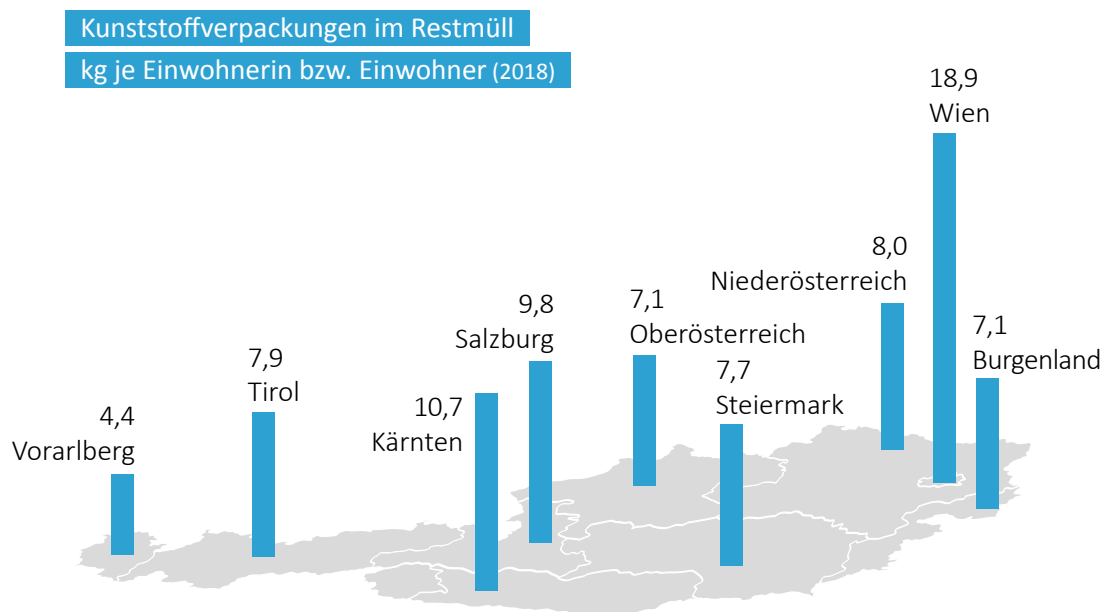 Kunststoffverpackungen im Restmüll
kg je Einwohnerin bzw. Einwohner (2018)
18,9
Wien
8,0
Niederösterreich
9,8
Salzburg
7,1
Oberösterreich
7,1
Burgenland
7,9
Tirol
7,7
Steiermark
10,7
Kärnten
4,4
Vorarlberg